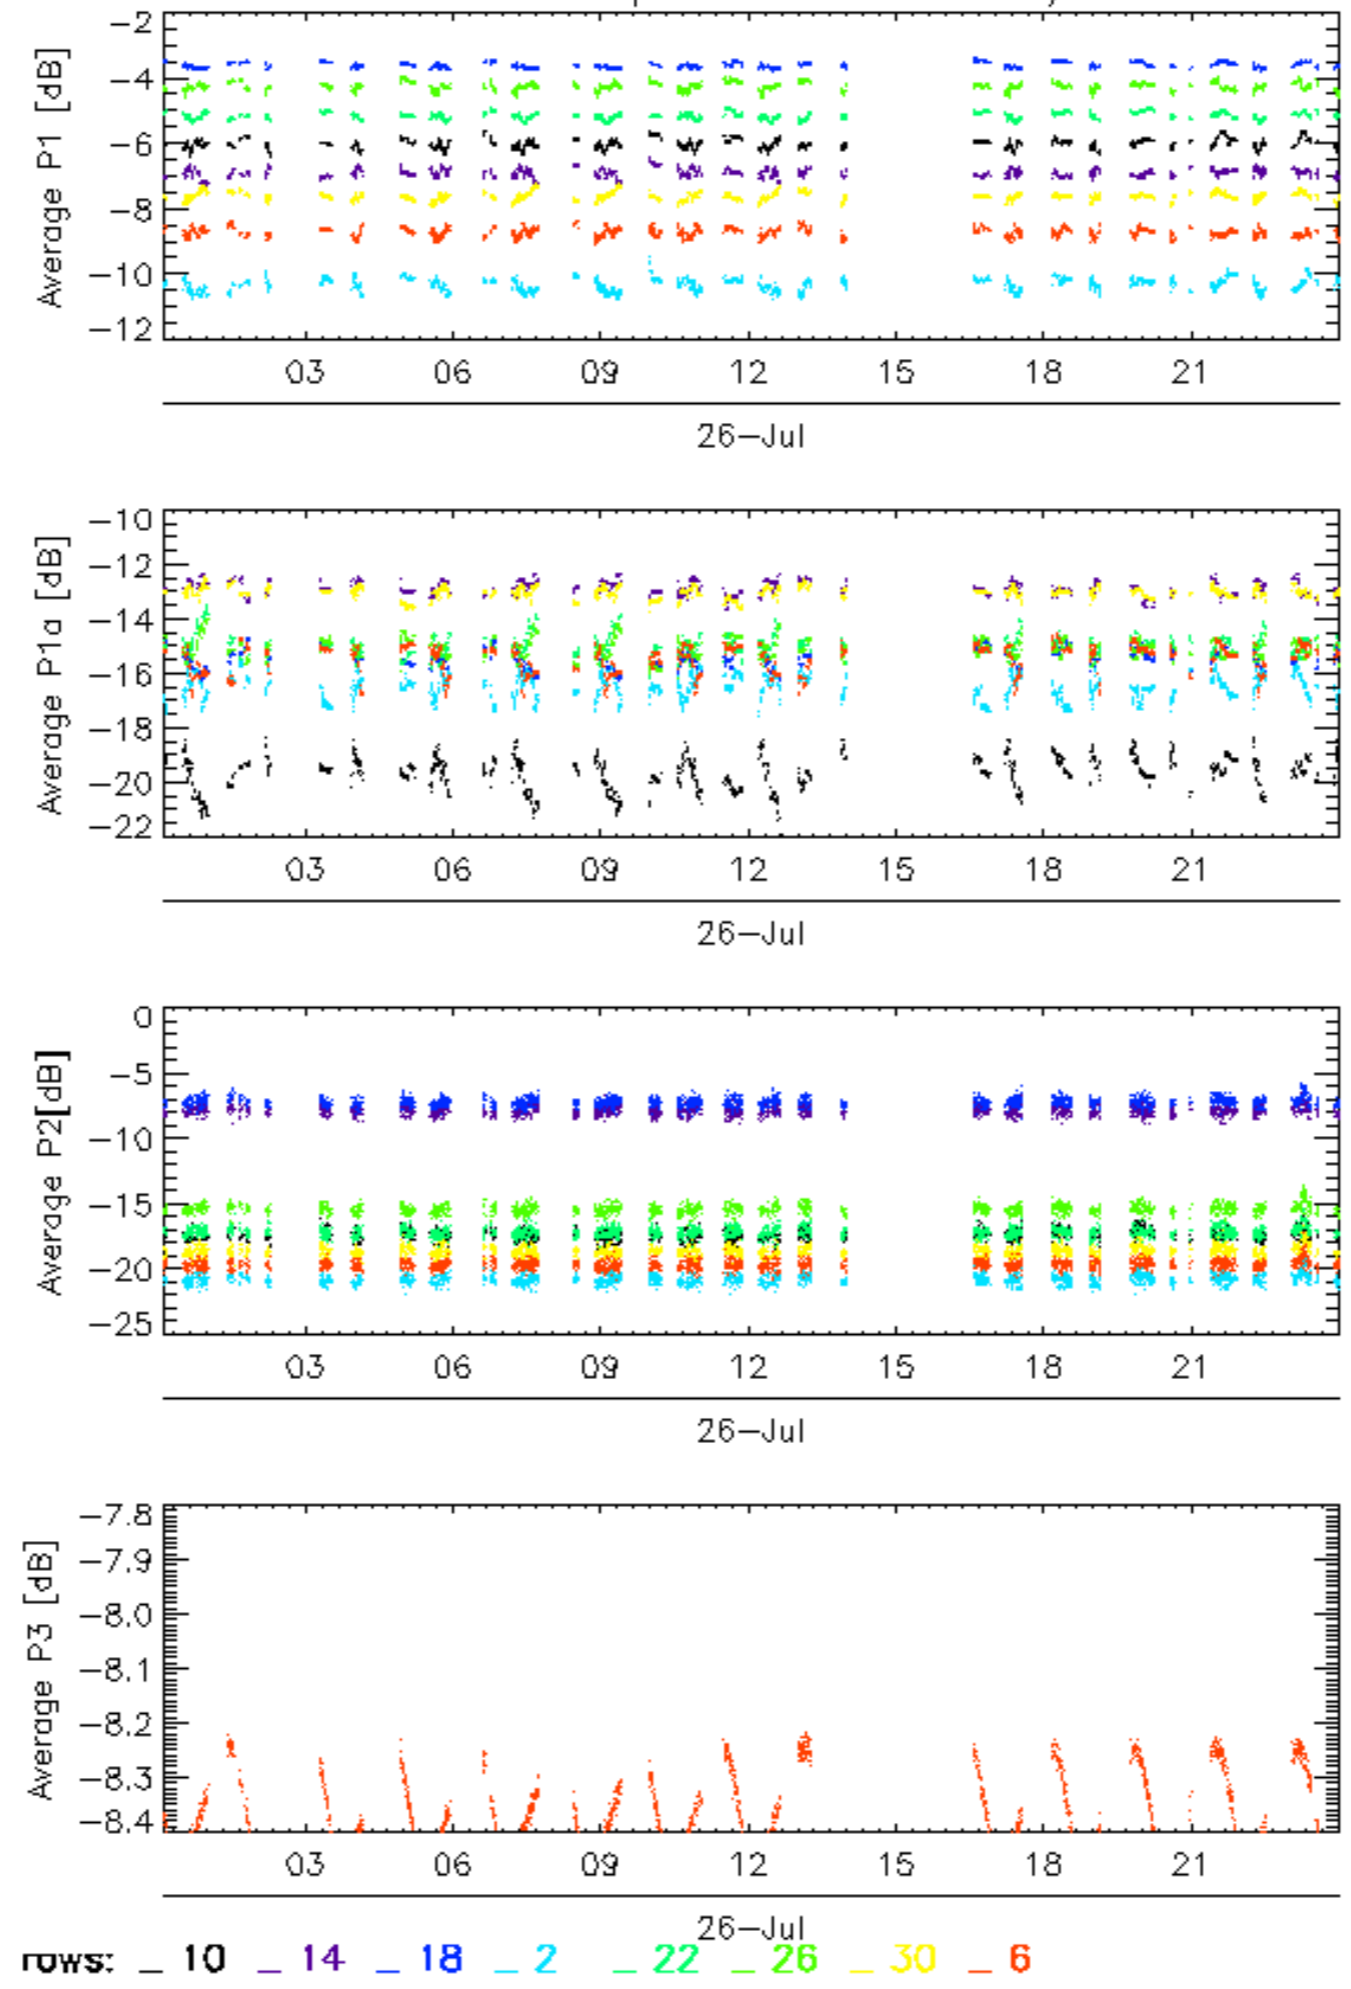 Average P1 [dB]
-2
-4
-6
-8
-10
-12
03 06 09 12 15 18 21
26-Jul
Average P1a [dB]
-10
-12
-14
-16
-18
-20
-22
03 06 09 12 15 18 21
26-Jul
Average P2[dB]
0
-5
-10
-15
-20
-25
03 06 09 12 15 18 21
26-Jul
Average P3 [dB]
-7.8
-7.9
-8.0
-8.1
-8.2
-8.3
-8.4
03 06 09 12 15 18 21
26-Jul
rows: _ 10 _ 14 _ 18 _ 2 _ 22 _ 26 _ 30 _ 6